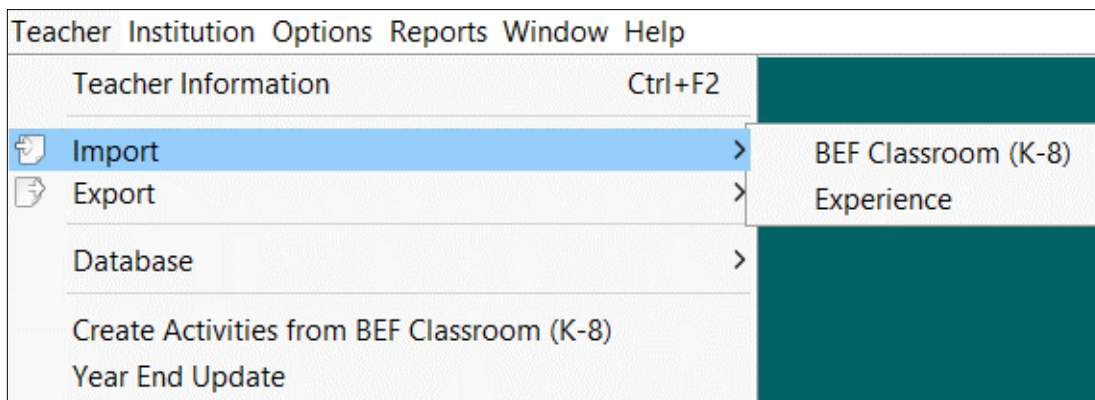 Teacher Institution Options Reports Window Help
Teacher Information Ctrl+F2
Import
BEF Classroom (K-8)
Export
Experience
Database
Create Activities from BEF Classroom (K-8)
Year End Update